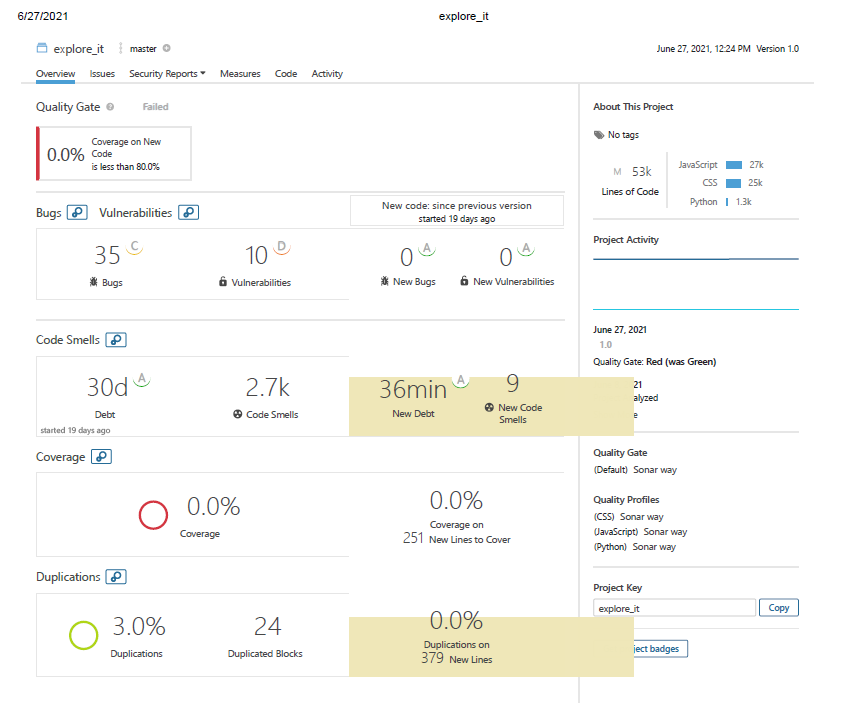 6/27/2021 explore_it
explore_it master June 27, 2021, 12:24 PM Version 1.0
Overview Issues Security Reports Measures Code Activity
Quality Gate Failed
0.0% Coverage on New
Code
is less than 80.0%
Bugs Vulnerabilities
New code: since previous version
started 19 days ago
35 C 10 D 0 A 0 A
Bugs Vulnerabilities New Bugs New Vulnerabilities
Code Smells
30d A 2.7k 36min A 9
Debt Code Smells New Debt New Code
Smells
started 19 days ago
Coverage
0.0% 0.0%
Coverage Coverage on
251 New Lines to Cover
Duplications
3.0% 24 0.0%
Duplications Duplicated Blocks Duplications on
379 New Lines
About This Project
No tags
M 53k
Lines of Code
JavaScript 27k
CSS 25k
Python 1.3k
Project Activity
June 27, 2021
1.0
Quality Gate: Red (was Green)
21
alyzed
e
Quality Gate
(Default) Sonar way
Quality Profiles
(CSS) Sonar way
(JavaScript) Sonar way
(Python) Sonar way
Project Key
explore_it Copy
ject badges